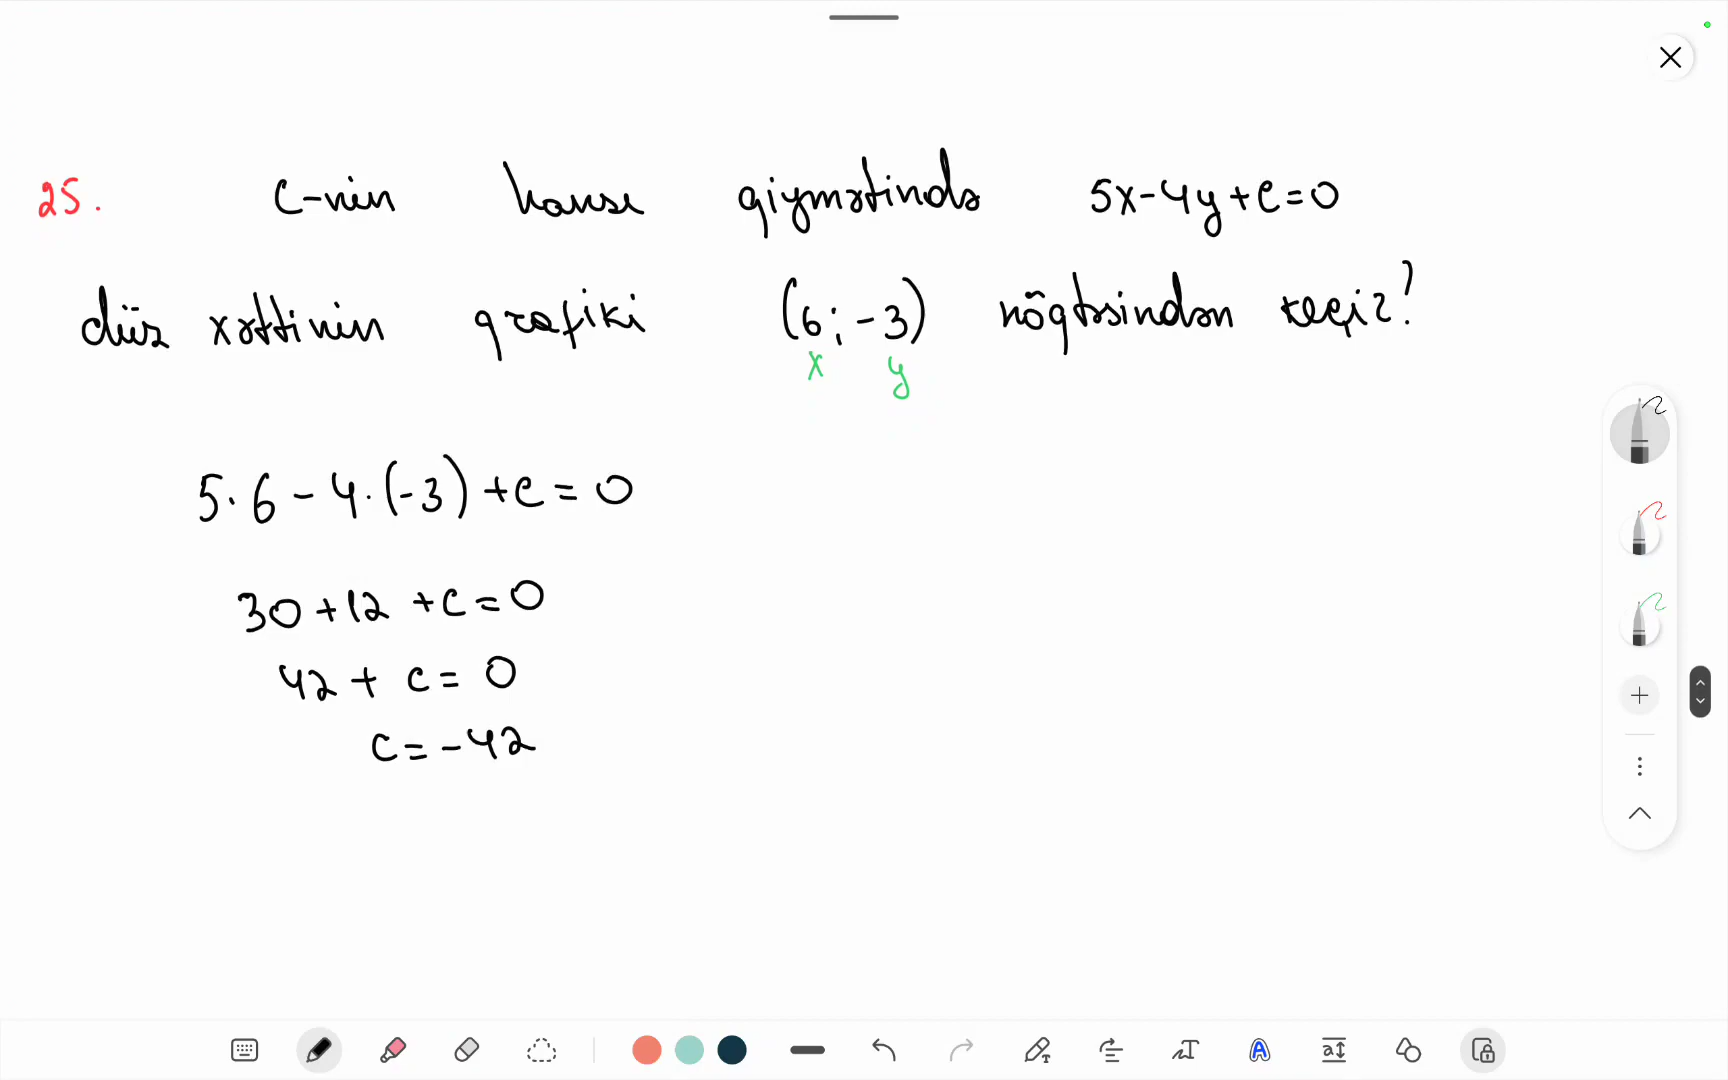 25. C-nin hansı qiymətində 5x-4y+c=0
düz xəttinin qrafiki (6;-3) nöqtəsindən keçir?
x y
5·6-4·(-3)+c=0
30+12+c=0
42+c=0
c=-42